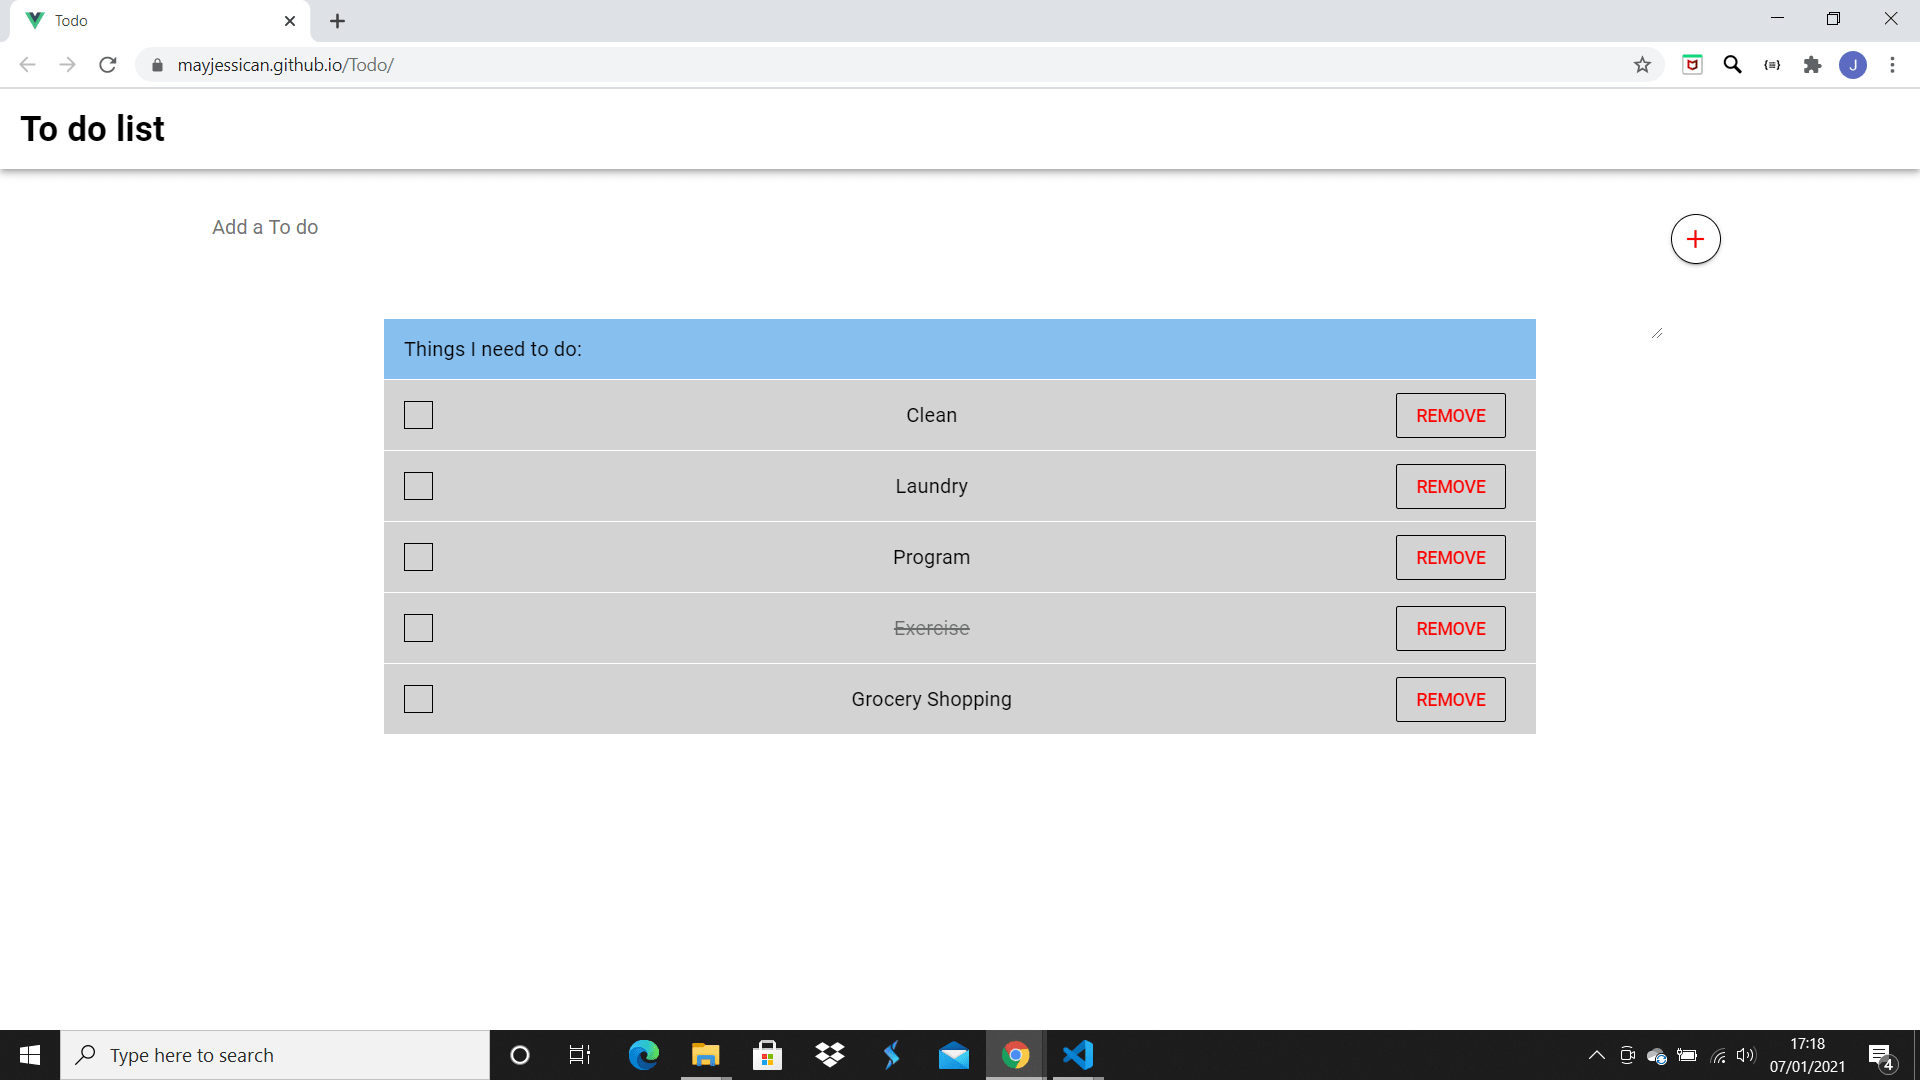 Todo
mayjessican.github.io/Todo/
J
To do list
Add a To do
Things I need to do:
Clean REMOVE
Laundry REMOVE
Program REMOVE
Exercise REMOVE
Grocery Shopping REMOVE
Type here to search
17:18
07/01/2021
4